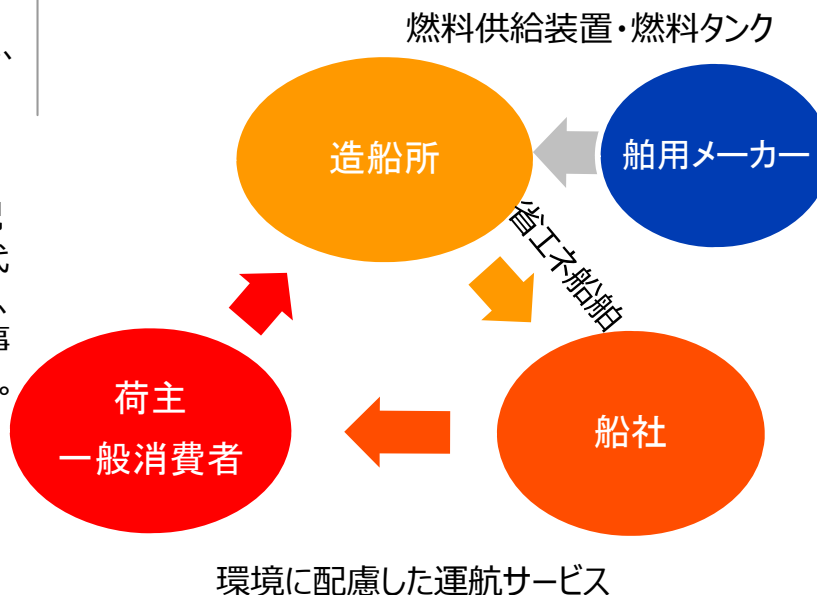 燃料供給装置・燃料タンク
造船所
舶用メーカー
省エネ船舶
荷主
一般消費者
船社
環境に配慮した運航サービス
、
、
事
。